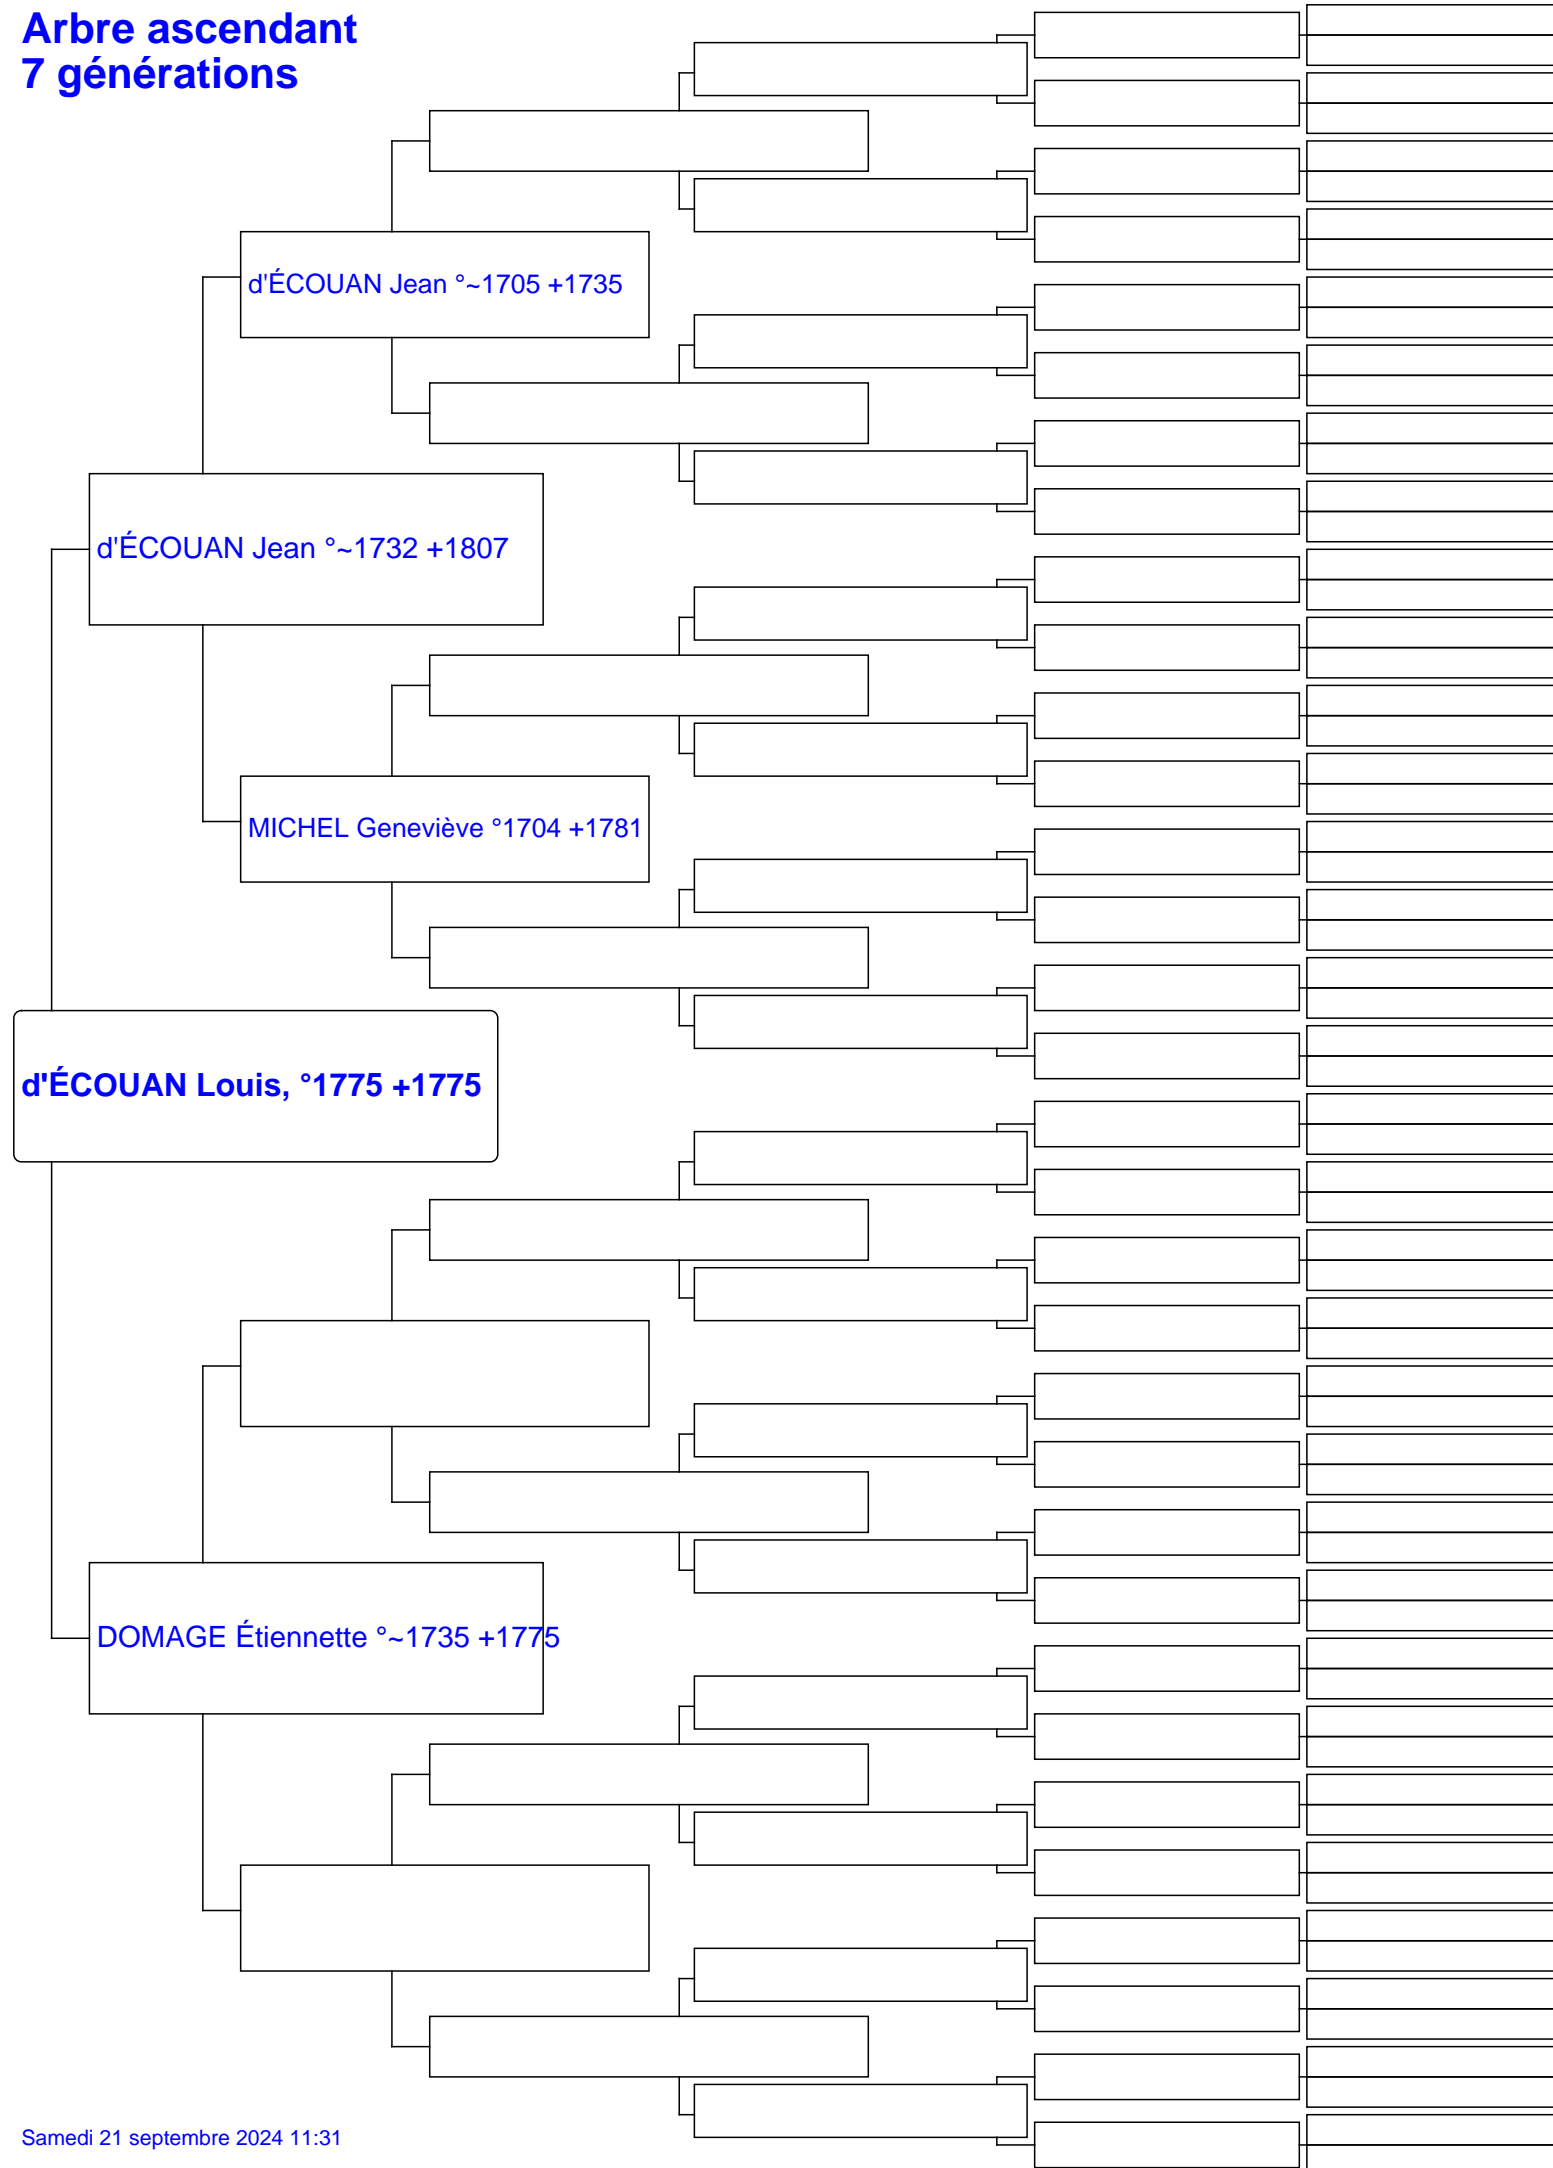 Arbre ascendant
7 générations
d'ÉCOUAN Jean °~1705 +1735
d'ÉCOUAN Jean °~1732 +1807
MICHEL Geneviève °1704 +1781
d'ÉCOUAN Louis, °1775 +1775
DOMAGE Étiennette °~1735 +1775
Samedi 21 septembre 2024 11:31